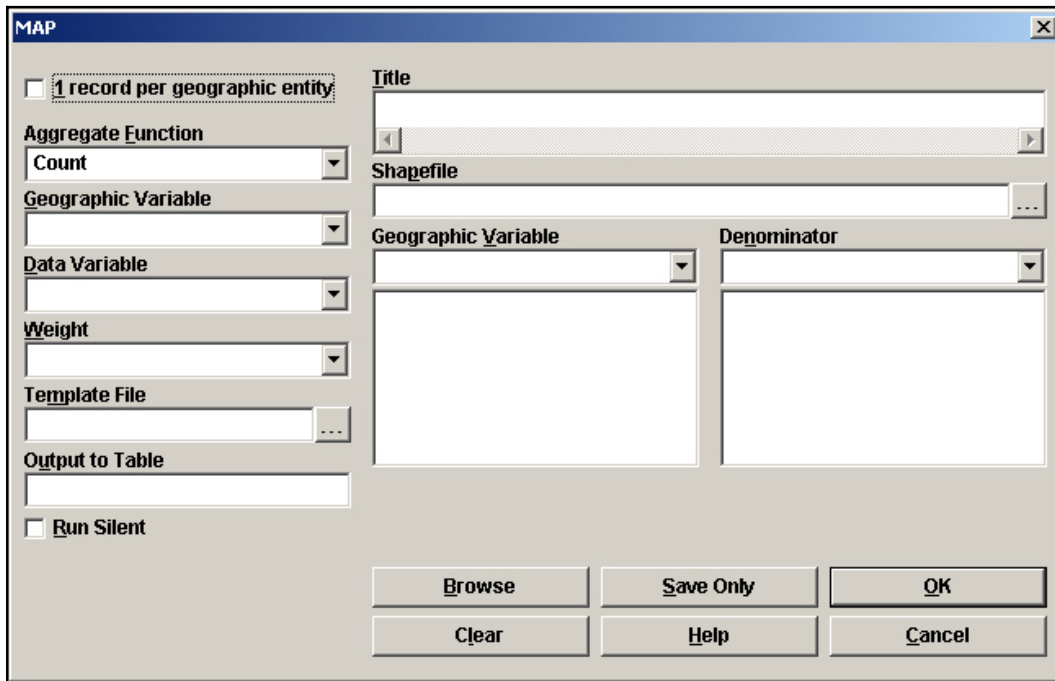 MAP
1 record per geographic entity
Aggregate Function
Count
Geographic Variable
Data Variable
Weight
Template File
...
Output to Table
Run Silent
Title
Shapefile
...
Geographic Variable
Denominator
Browse
Save Only
OK
Clear
Help
Cancel